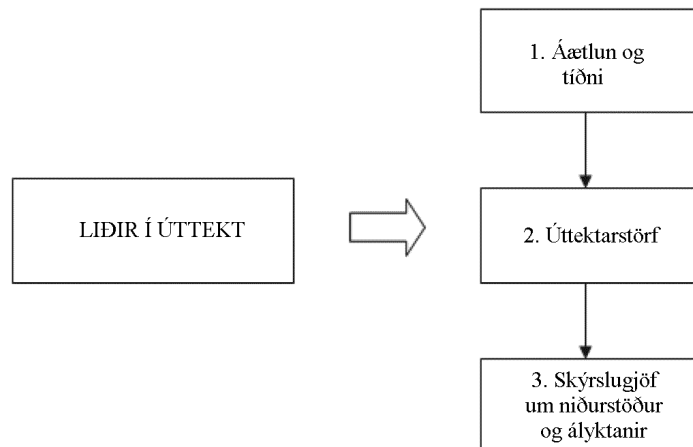 LIÐIR Í ÚTTEKT
1. Áætlun og
tíðni
2. Úttektarstörf
3. Skýrslugjöf
um niðurstöður
og ályktanir